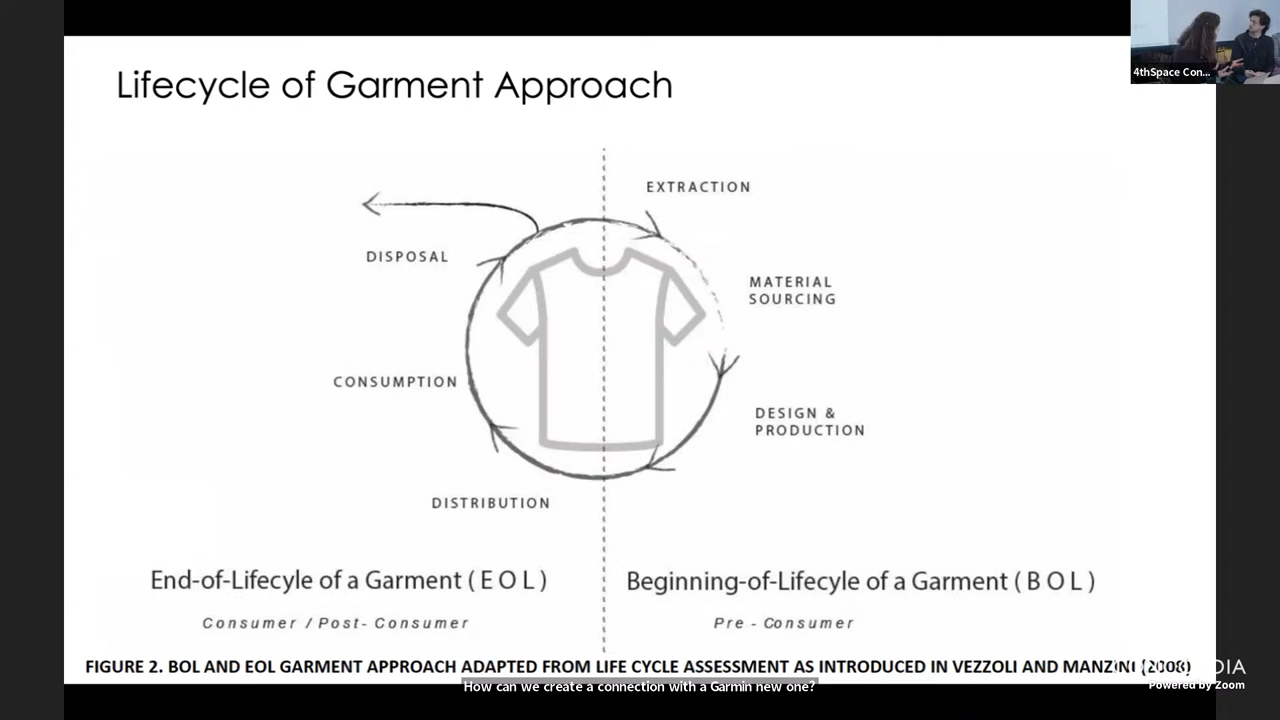 Lifecycle of Garment Approach
4thSpace Con...
EXTRACTION
DISPOSAL
MATERIAL
SOURCING
CONSUMPTION
DESIGN &
PRODUCTION
DISTRIBUTION
End-of-Lifecyle of a Garment ( E O L )
Beginning-of-Lifecyle of a Garment ( B O L )
Consumer / Post- Consumer
Pre - Consumer
FIGURE 2. BOL AND EOL GARMENT APPROACH ADAPTED FROM LIFE CYCLE ASSESSMENT AS INTRODUCED IN VEZZOLI AND MANZINI (2008)
How can we create a connection with a Garmin new one?
Powered by Zoom